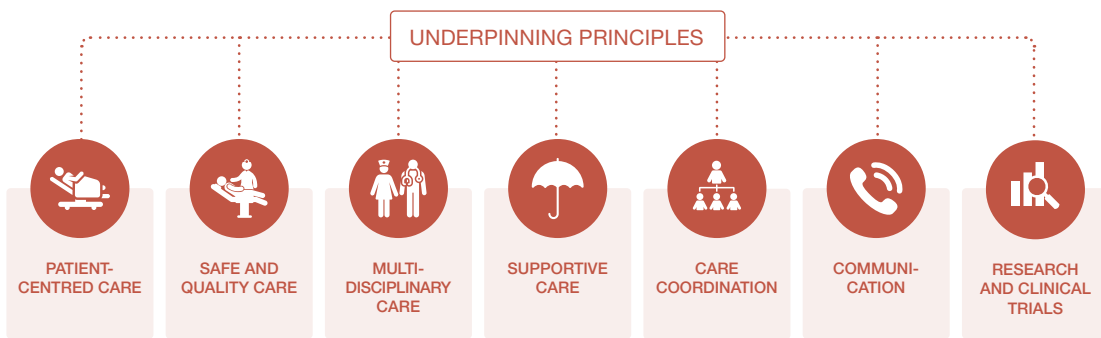 UNDERPINNING PRINCIPLES
PATIENT-
CENTRED CARE
SAFE AND
QUALITY CARE
MULTI-
DISCIPLINARY
CARE
SUPPORTIVE
CARE
CARE
COORDINATION
COMMUNI-
CATION
RESEARCH
AND CLINICAL
TRIALS